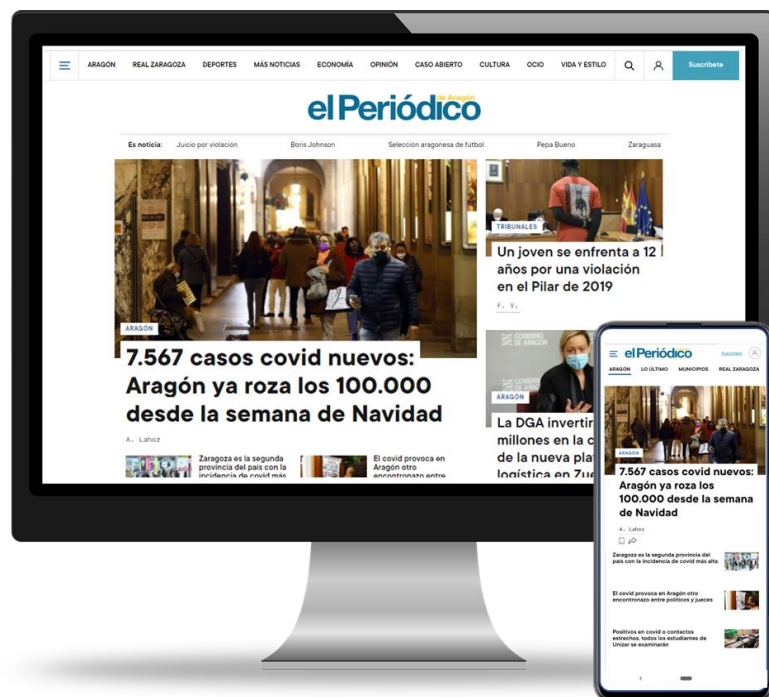 ARAGÓN REAL ZARAGOZA DEPORTES MÁS NOTICIAS ECONOMÍA OPINIÓN CASO ABIERTO CULTURA OCIO VIDA Y ESTILO Suscríbete
el Periódico
de Aragón
Es noticia: Juicio por violación Boris Johnson Selección aragonesa de fútbol Pepa Bueno Zaraguasa
ARAGÓN
7.567 casos covid nuevos:
Aragón ya roza los 100.000
desde la semana de Navidad
A. Lahoz
Zaragoza es la segunda
provincia del país con la
incidencia de covid más
El covid provoca en
Aragón otro
encontronazo entre
TRIBUNALES
Un joven se enfrenta a 12
años por una violación
en el Pilar de 2019
F. V.
GOBIERNO
DE ARAGÓN
ARAGÓN
La DGA invertir
millones en la c
de la nueva pla
logística en Zue
el Periódico Suscríbete
ARAGÓN LO ÚLTIMO MUNICIPIOS REAL ZARAGOZA
ARAGÓN
7.567 casos covid nuevos:
Aragón ya roza los
100.000 desde la semana
de Navidad
A. Lahoz
Zaragoza es la segunda provincia del
país con la incidencia de covid más alta
El covid provoca en Aragón otro
encontronazo entre políticos y jueces
Positivos en covid o contactos
estrechos, todos los estudiantes de
Unizar se examinarán